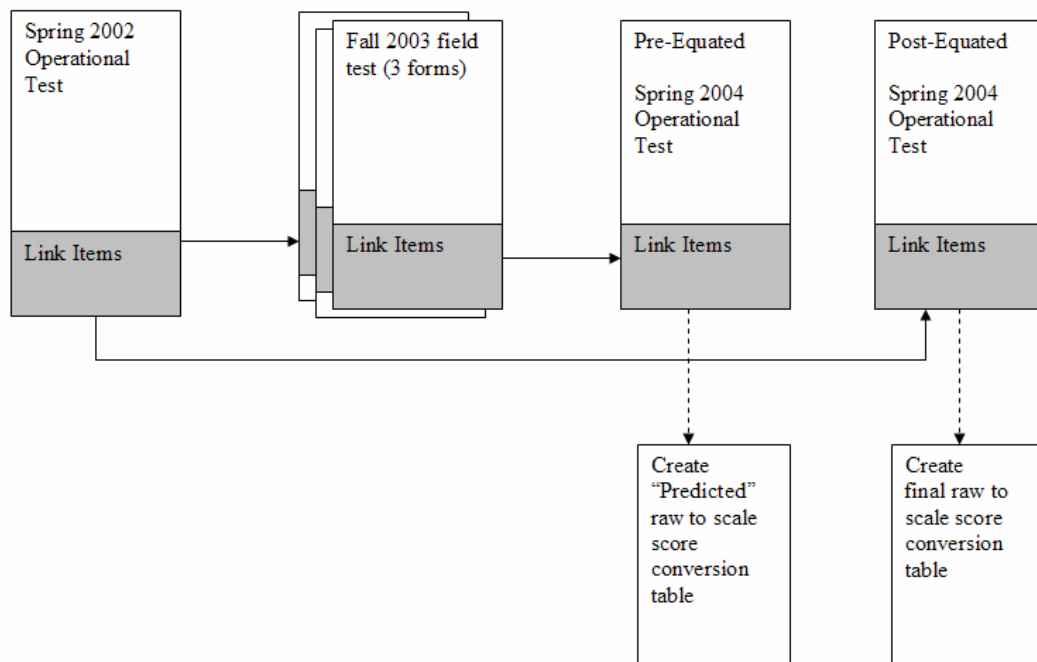 Spring 2002
Operational
Test
Link Items
Fall 2003 field
test (3 forms)
Link Items
Pre-Equated
Spring 2004
Operational
Test
Link Items
Post-Equated
Spring 2004
Operational
Test
Link Items
Create
“Predicted”
raw to scale
score
conversion
table
Create
final raw to
scale score
conversion
table